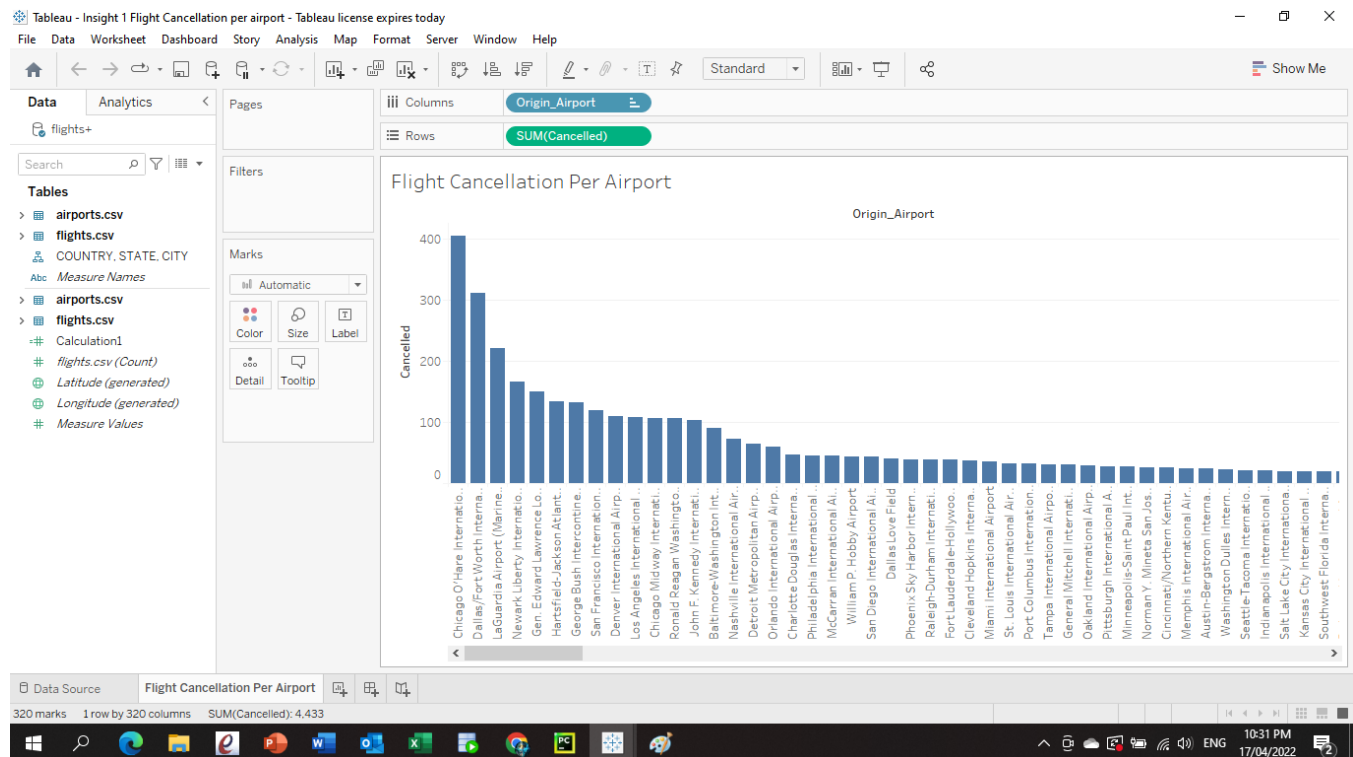 Tableau - Insight 1 Flight Cancellation per airport - Tableau license expires today
File Data Worksheet Dashboard Story Analysis Map Format Server Window Help
Standard
Show Me
Data Analytics
flights+
Search
Tables
airports.csv
flights.csv
COUNTRY, STATE, CITY
Abc Measure Names
airports.csv
flights.csv
=# Calculation1
# flights.csv (Count)
Latitude (generated)
Longitude (generated)
# Measure Values
Pages
Filters
Marks
Automatic
Color Size Label
Detail Tooltip
Columns Origin_Airport
Rows SUM(Cancelled)
Flight Cancellation Per Airport
Origin_Airport
Cancelled
400
300
200
100
0
Chicago O'Hare Internatio..
Dallas/Fort Worth Interna..
LaGuardia Airport (Marine..
Newark Liberty Internatio..
Gen. Edward Lawrence Lo..
Hartsfield-Jackson Atlant..
George Bush Intercontine..
San Francisco Internation..
Denver International Airp..
Los Angeles International ..
Chicago Midway Internati..
Ronald Reagan Washingto..
John F. Kennedy Internati..
Baltimore-Washington Int..
Nashville International Air..
Detroit Metropolitan Airp..
Orlando International Airp..
Charlotte Douglas Interna..
Philadelphia International ..
McCarran International Ai..
William P. Hobby Airport
San Diego International Ai..
Dallas Love Field
Phoenix Sky Harbor Intern..
Raleigh-Durham Internati..
Fort Lauderdale-Hollywoo..
Cleveland Hopkins Interna..
Miami International Airport
St. Louis International Air..
Port Columbus Internation..
Tampa International Airpo..
General Mitchell Internati..
Oakland International Airp..
Pittsburgh International A..
Minneapolis-Saint Paul Int..
Norman Y. Mineta San Jos..
Cincinnati/Northern Kentu..
Memphis International Air..
Austin-Bergstrom Interna..
Washington Dulles Intern..
Seattle-Tacoma Internatio..
Indianapolis International ..
Salt Lake City Internationa..
Kansas City International ..
Southwest Florida Interna..
Data Source Flight Cancellation Per Airport
320 marks 1 row by 320 columns SUM(Cancelled): 4,433
ENG
10:31 PM
17/04/2022
2